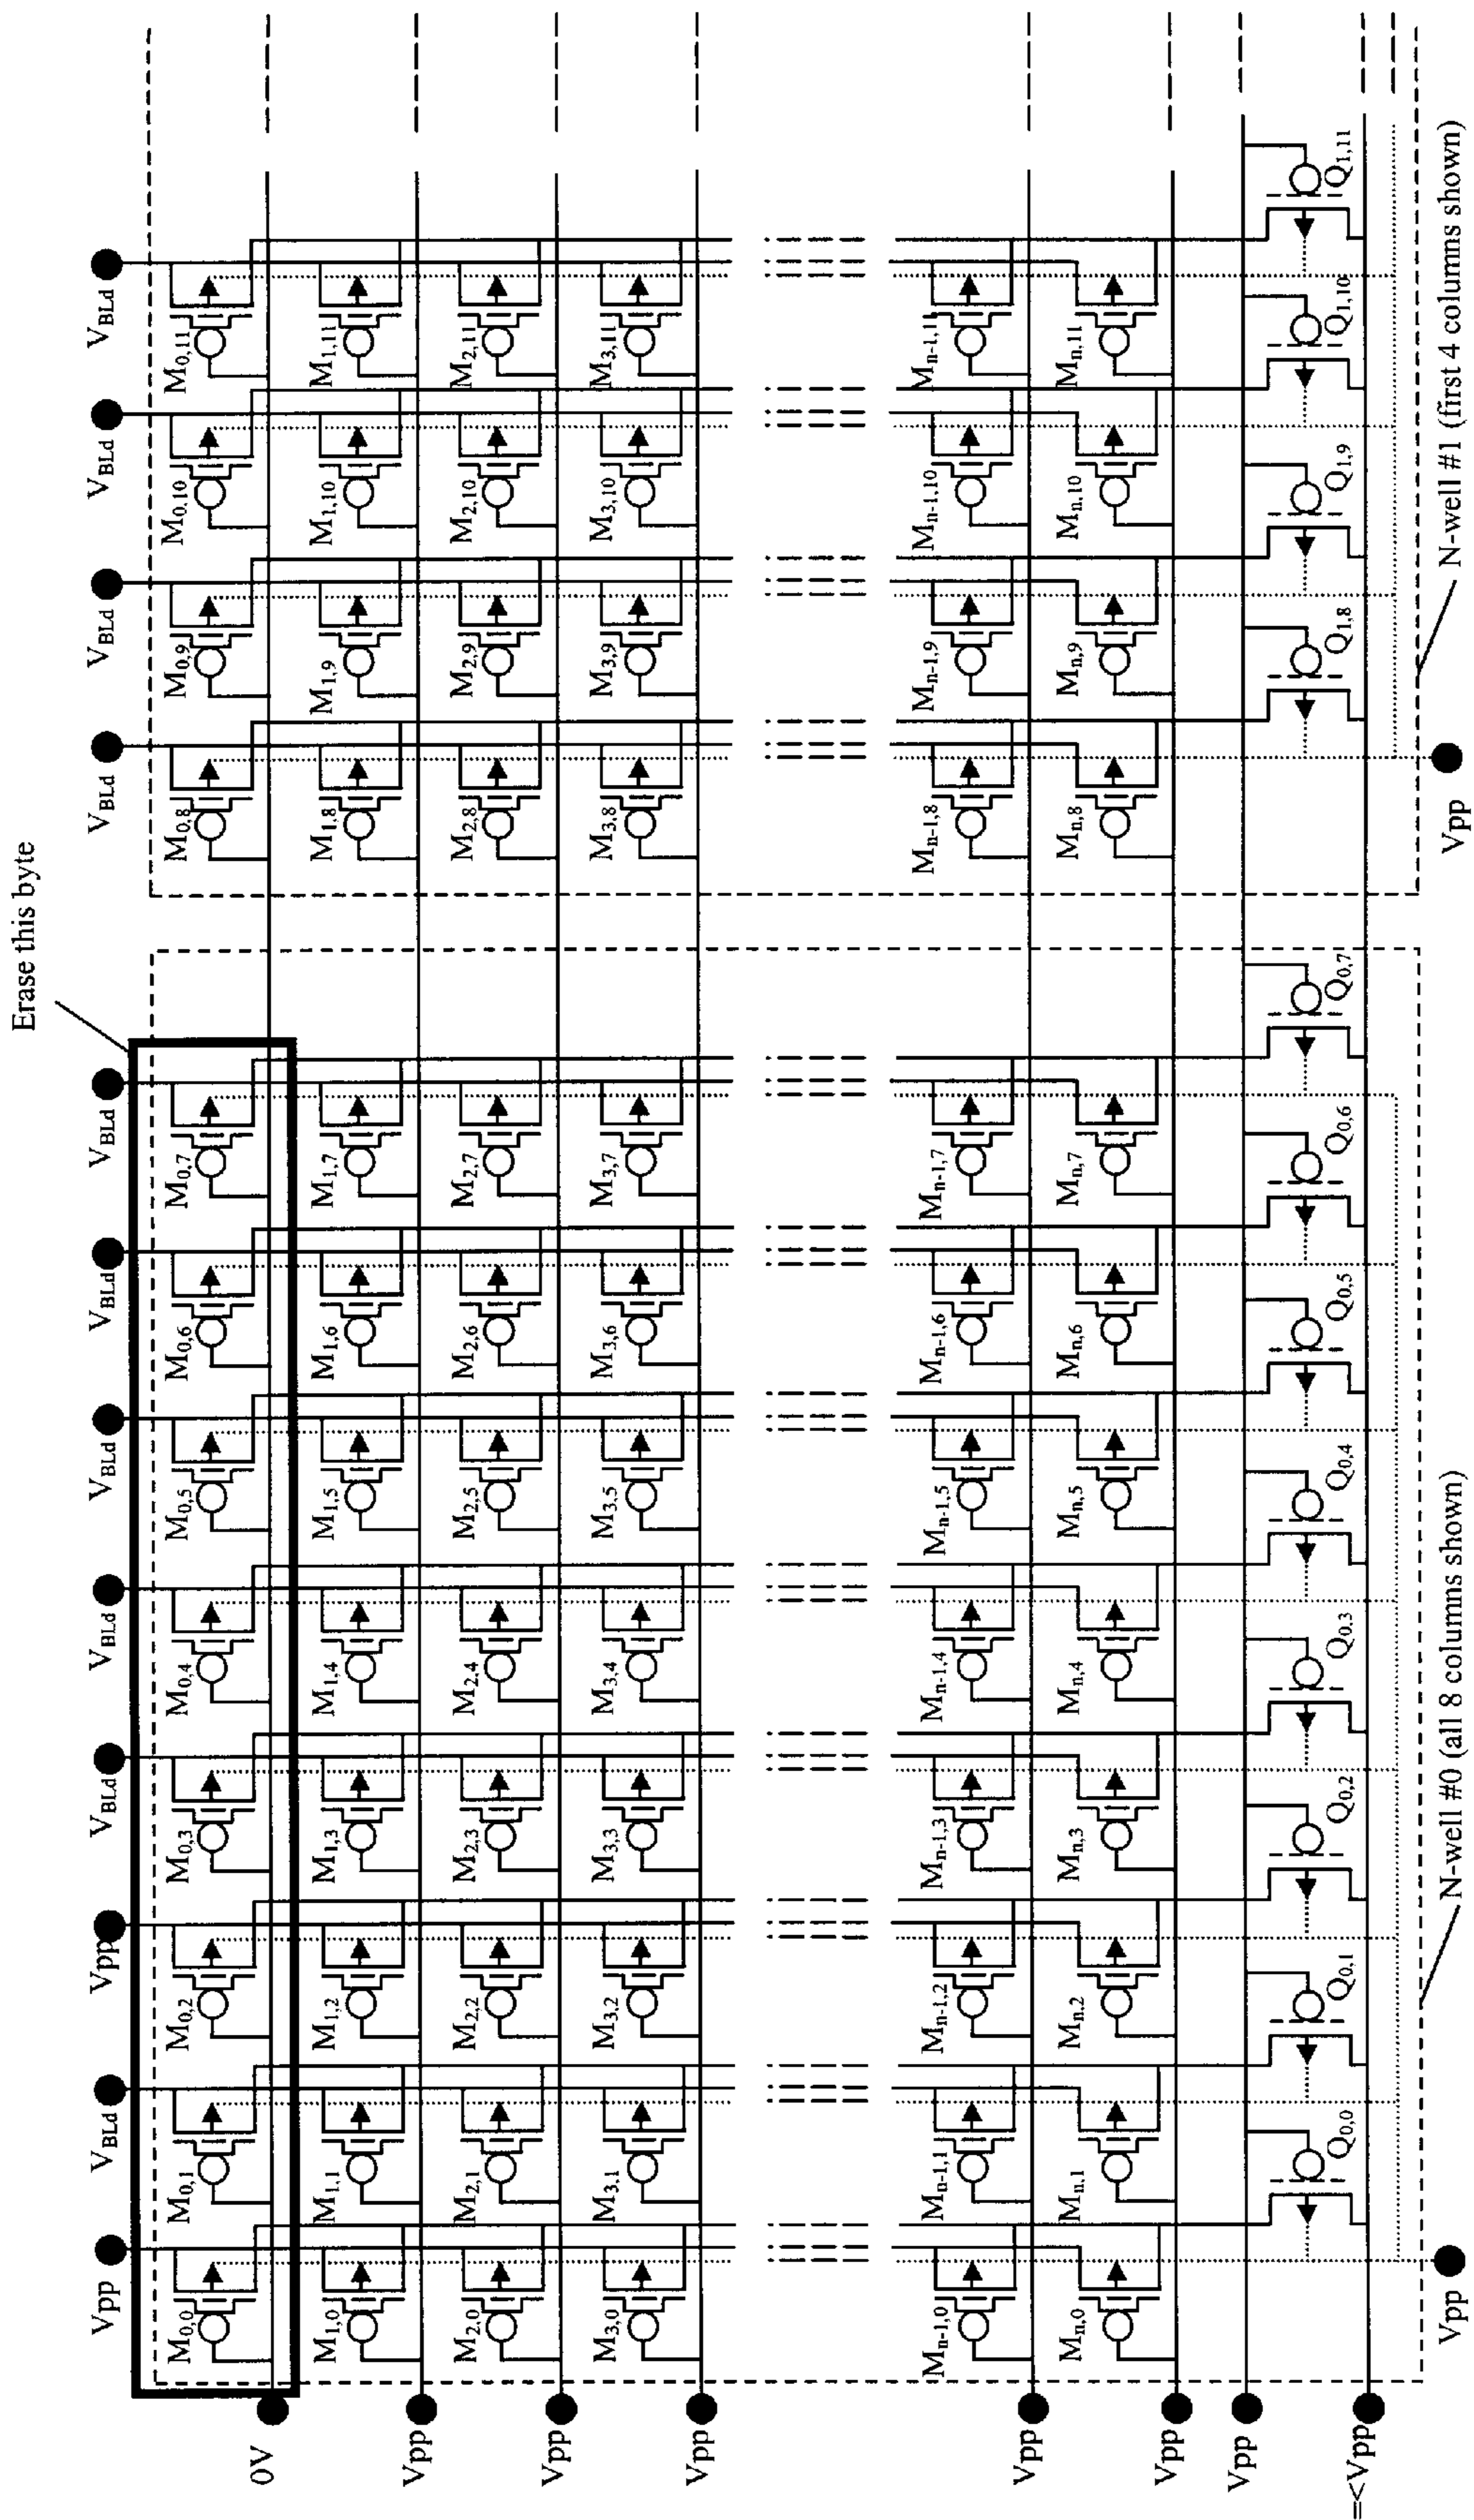 Erase this byte
Vpp VBLd Vpp VBLd VBLd VBLd VBLd VBLd VBLd VBLd VBLd VBLd
M0,0 M0,1 M0,2 M0,3 M0,4 M0,5 M0,6 M0,7 M0,8 M0,9 M0,10 M0,11
0V
M1,0 M1,1 M1,2 M1,3 M1,4 M1,5 M1,6 M1,7 M1,8 M1,9 M1,10 M1,11
Vpp
M2,0 M2,1 M2,2 M2,3 M2,4 M2,5 M2,6 M2,7 M2,8 M2,9 M2,10 M2,11
Vpp
M3,0 M3,1 M3,2 M3,3 M3,4 M3.5 M3,6 M3,7 M3,8 M3,9 M3,10 M3,11
Vpp
Mn-1,0 Mn-1,1 Mn-1,2 Mn-1,3 Mn-1,4 Mn-1.5 Mn-1,6 Mn-1,7 Mn-1,8 Mn-1,9 Mn-1,10 Mn-1,11
Vpp
Mn,0 Mn,1 Mn,2 Mn,3 Mn,4 Mn,5 Mn,6 Mn,7 Mn,8 Mn,9 Mn,10 Mn,11
Vpp
Vpp
Q0,0 Q0,1 Q0,2 Q0.3 Q0,4 Q0,5 Q0,6 Q0,7 Q1,8 Q1,9 Q1,10 Q1,11
=<Vpp
Vpp N-well #0 (all 8 columns shown) Vpp N-well #1 (first 4 columns shown)